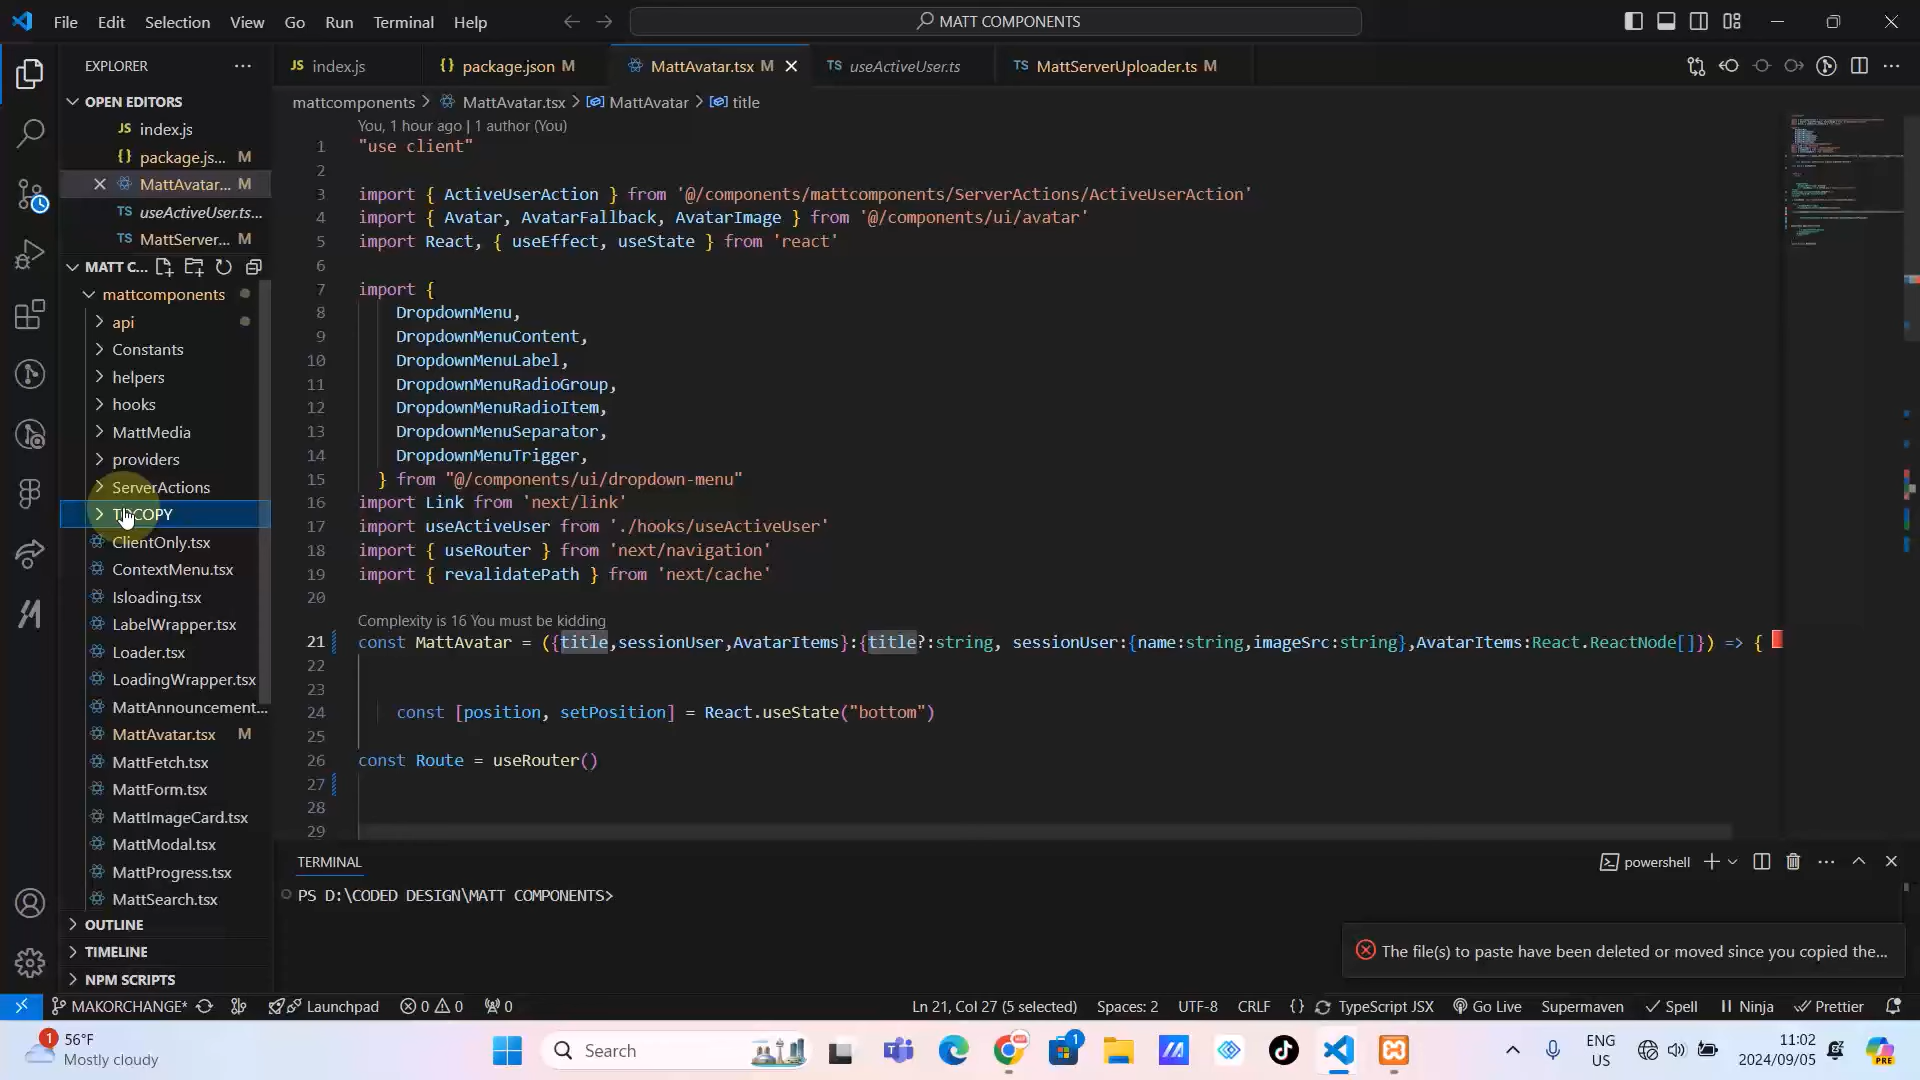 File Edit Selection View Go Run Terminal Help
MATT COMPONENTS
EXPLORER
OPEN EDITORS
JS index.js
{} package.js... M
MattAvatar... M
TS useActiveUser.ts...
TS MattServer... M
MATT C...
mattcomponents
api
Constants
helpers
hooks
MattMedia
providers
ServerActions
COPY
ClientOnly.tsx
ContextMenu.tsx
Isloading.tsx
LabelWrapper.tsx
Loader.tsx
LoadingWrapper.tsx
MattAnnouncement...
MattAvatar.tsx M
MattFetch.tsx
MattForm.tsx
MattImageCard.tsx
MattModal.tsx
MattProgress.tsx
MattSearch.tsx
OUTLINE
TIMELINE
NPM SCRIPTS
JS index.js {} package.json M MattAvatar.tsx M TS useActiveUser.ts TS MattServerUploader.ts M
mattcomponents > MattAvatar.tsx > MattAvatar > title
You, 1 hour ago | 1 author (You)
1 "use client"
2
3 import { ActiveUserAction } from '@/components/mattcomponents/ServerActions/ActiveUserAction'
4 import { Avatar, AvatarFallback, AvatarImage } from '@/components/ui/avatar'
5 import React, { useEffect, useState } from 'react'
6
7 import {
8 DropdownMenu,
9 DropdownMenuContent,
10 DropdownMenuLabel,
11 DropdownMenuRadioGroup,
12 DropdownMenuRadioItem,
13 DropdownMenuSeparator,
14 DropdownMenuTrigger,
15 } from "@/components/ui/dropdown-menu"
16 import Link from 'next/link'
17 import useActiveUser from './hooks/useActiveUser'
18 import { useRouter } from 'next/navigation'
19 import { revalidatePath } from 'next/cache'
20
Complexity is 16 You must be kidding
21 const MattAvatar = ({title,sessionUser,AvatarItems}:{title?:string, sessionUser:{name:string,imageSrc:string},AvatarItems:React.ReactNode[]}) => {
22
23
24 const [position, setPosition] = React.useState("bottom")
25
26 const Route = useRouter()
27
28
29
TERMINAL
powershell
PS D:\CODED DESIGN\MATT COMPONENTS>
The file(s) to paste have been deleted or moved since you copied the...
MAKORCHANGE* Launchpad 0 0 0 Ln 21, Col 27 (5 selected) Spaces: 2 UTF-8 CRLF {} TypeScript JSX Go Live Supermaven Spell Ninja Prettier
1 56°F
Mostly cloudy
Search
1
PRE
ENG
US
11:02
2024/09/05